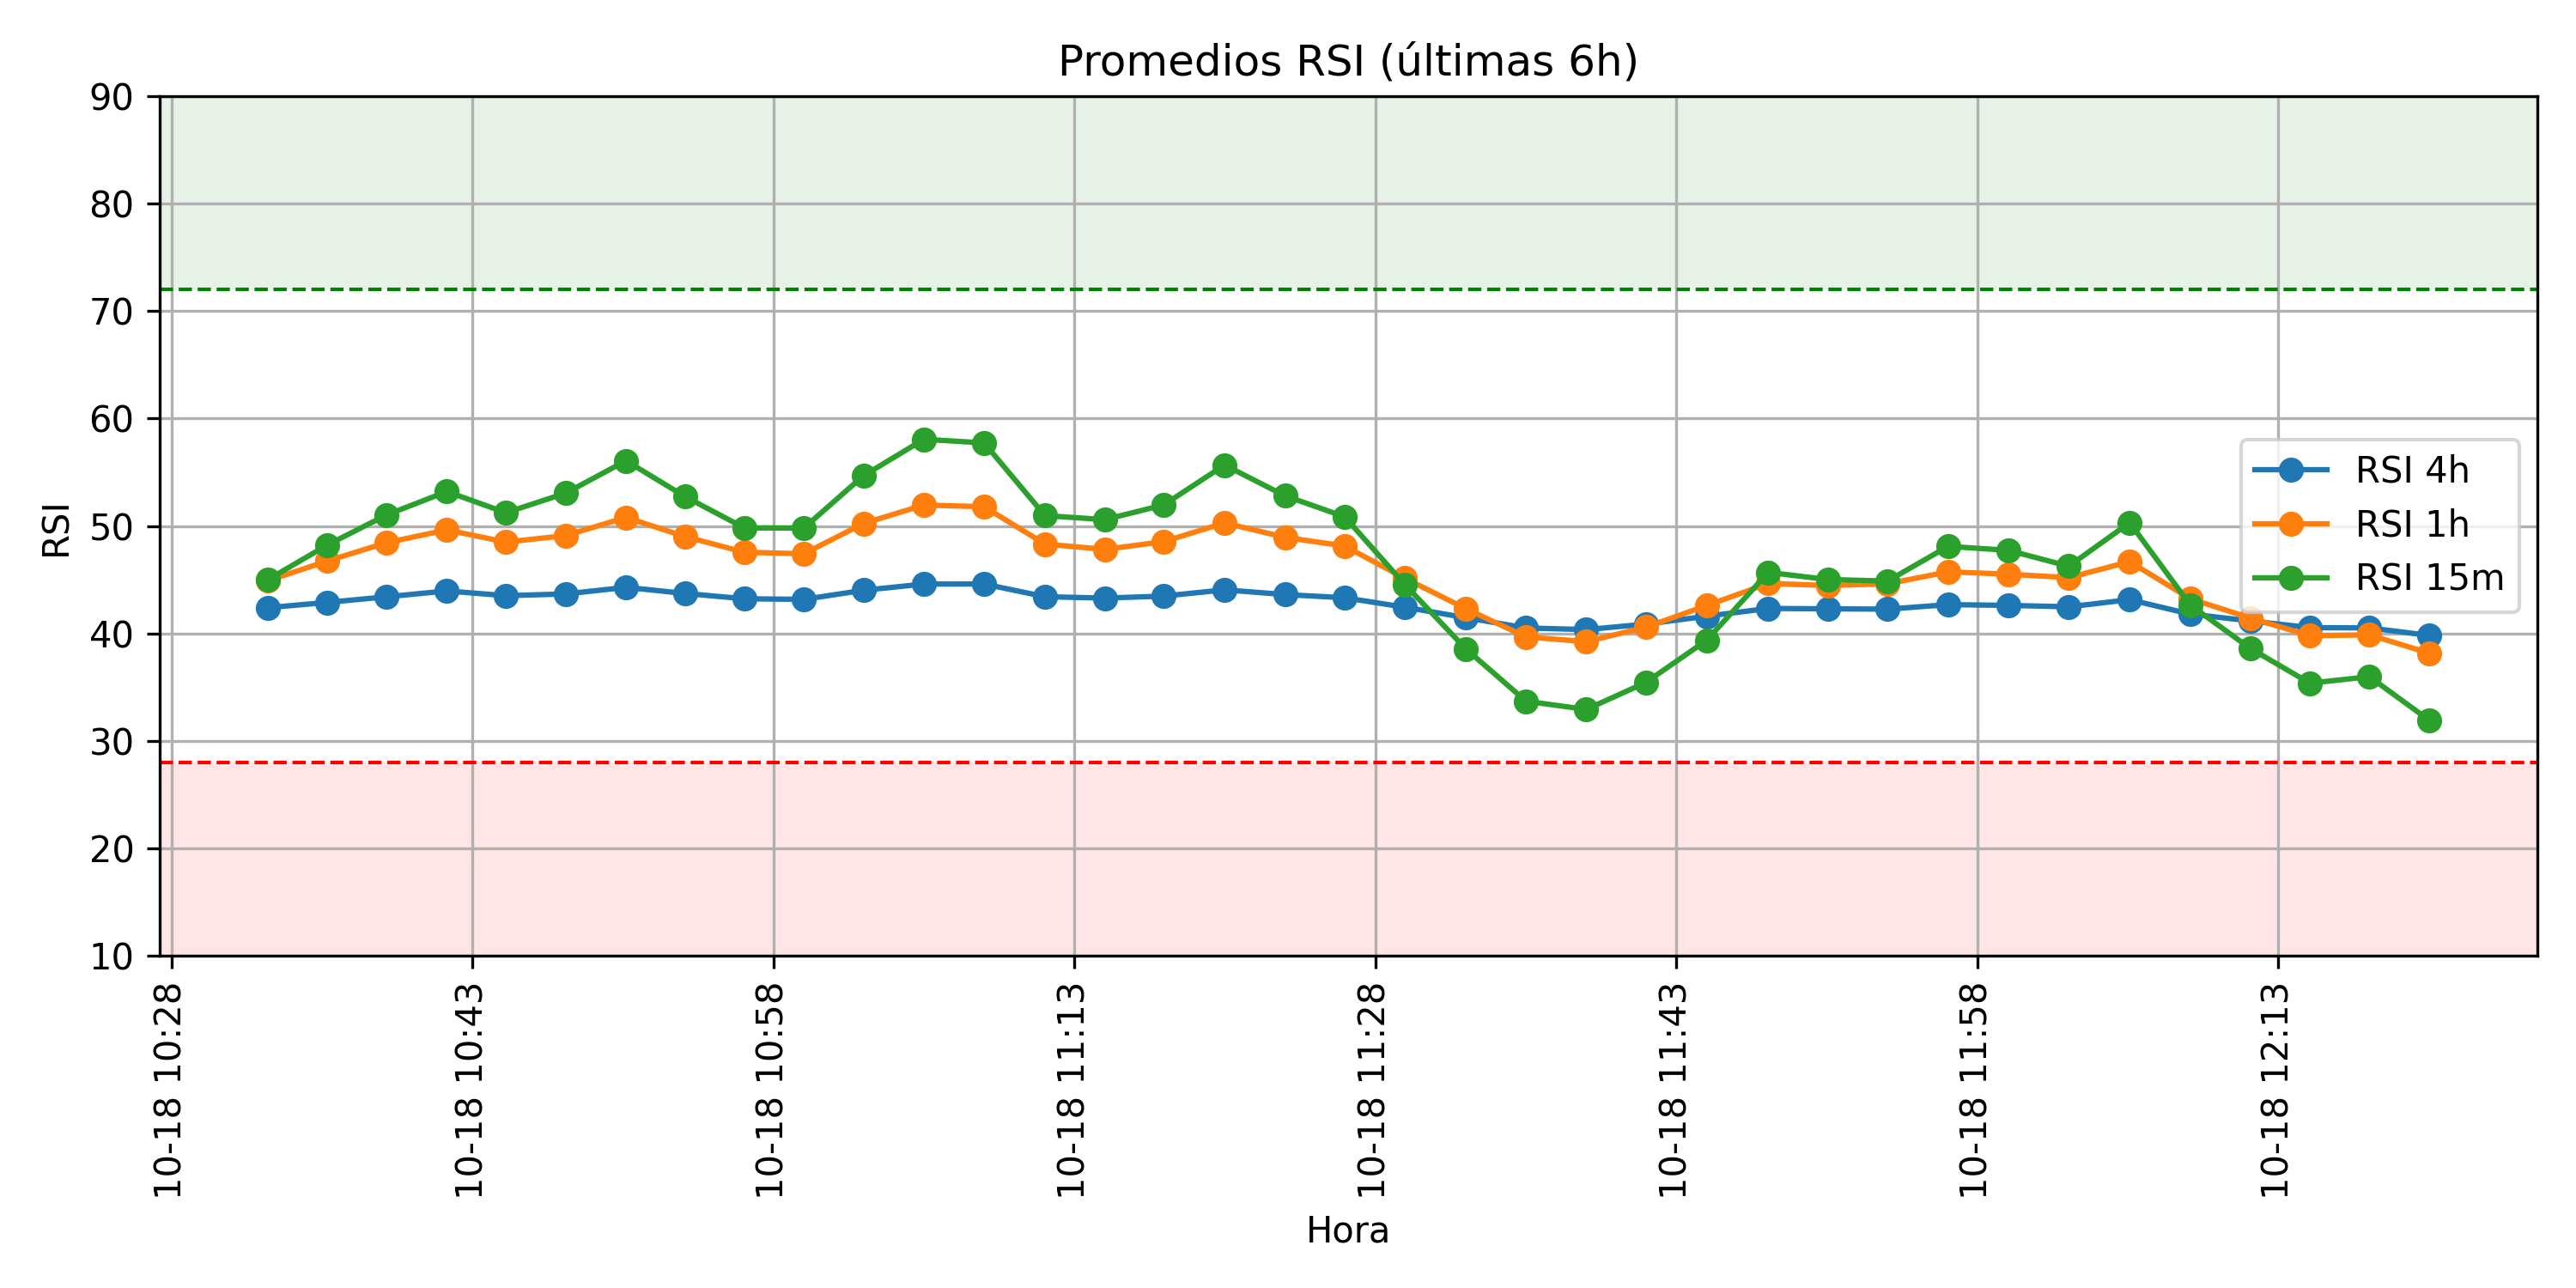 Promedios RSI (últimas 6h)
90
80
70
60
50
40
30
20
10
RSI
RSI 4h
RSI 1h
RSI 15m
10-18 10:28
10-18 10:43
10-18 10:58
10-18 11:13
10-18 11:28
10-18 11:43
10-18 11:58
10-18 12:13
Hora